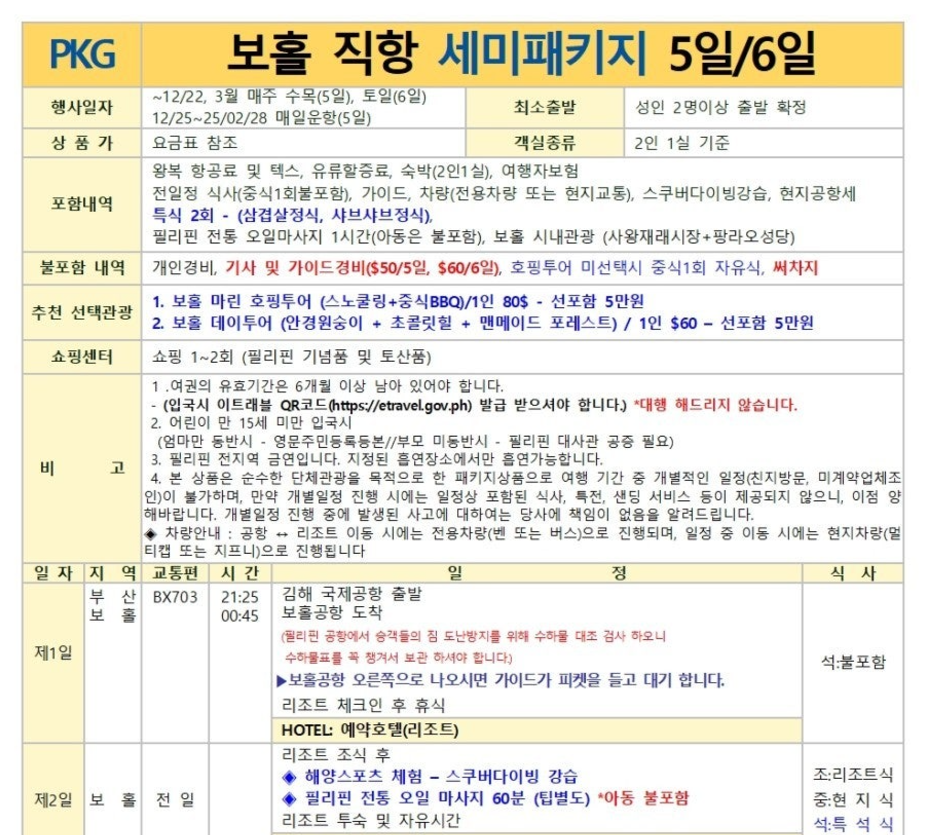 PKG
보홀 직항 세미패키지 5일/6일
행사일자
~12/22, 3월 매주 수목(5일), 토일(6일)
12/25~25/02/28 매일운항(5일)
최소출발
성인 2명이상 출발 확정
상 품 가
요금표 참조
객실종류
2인 1실 기준
포함내역
왕복 항공료 및 텍스, 유류할증료, 숙박(2인1실), 여행자보험
전일정 식사(중식1회불포함), 가이드, 차량(전용차량 또는 현지교통), 스쿠버다이빙강습, 현지공항세
특식 2회 - (삼겹살정식, 샤브샤브정식),
필리핀 전통 오일마사지 1시간(아동은 불포함), 보홀 시내관광 (사왕재래시장+팡라오성당)
불포함 내역
개인경비, 기사 및 가이드경비($50/5일, $60/6일), 호핑투어 미선택시 중식1회 자유식, 써차지
추천 선택관광
1. 보홀 마린 호핑투어 (스노쿨링+중식BBQ)/1인 80$ - 선포함 5만원
2. 보홀 데이투어 (안경원숭이 + 초콜릿힐 + 맨메이드 포레스트) / 1인 $60 – 선포함 5만원
쇼핑센터
쇼핑 1~2회 (필리핀 기념품 및 토산품)
비 고
1 .여권의 유효기간은 6개월 이상 남아 있어야 합니다.
- (입국시 이트래블 QR코드(https://etravel.gov.ph) 발급 받으셔야 합니다.) *대행 해드리지 않습니다.
2. 어린이 만 15세 미만 입국시
(엄마만 동반시 - 영문주민등록등본//부모 미동반시 - 필리핀 대사관 공증 필요)
3. 필리핀 전지역 금연입니다. 지정된 흡연장소에서만 흡연가능합니다.
4. 본 상품은 순수한 단체관광을 목적으로 한 패키지상품으로 여행 기간 중 개별적인 일정(친지방문, 미계약업체조
인)이 불가하며, 만약 개별일정 진행 시에는 일정상 포함된 식사, 특전, 샌딩 서비스 등이 제공되지 않으니, 이점 양
해바랍니다. 개별일정 진행 중에 발생된 사고에 대하여는 당사에 책임이 없음을 알려드립니다.
◈ 차량안내 : 공항 ↔ 리조트 이동 시에는 전용차량(벤 또는 버스)으로 진행되며, 일정 중 이동 시에는 현지차량(멀
티캡 또는 지프니)으로 진행됩니다
일 자 지 역 교통편 시 간 일 정 식 사
제1일
부 산
보 홀
BX703
21:25
00:45
김해 국제공항 출발
보홀공항 도착
(필리핀 공항에서 승객들의 짐 도난방지를 위해 수하물 대조 검사 하오니
수하물표를 꼭 챙겨서 보관 하셔야 합니다.)
▶보홀공항 오른쪽으로 나오시면 가이드가 피켓을 들고 대기 합니다.
리조트 체크인 후 휴식
HOTEL: 예약호텔(리조트)
석:불포함
제2일
보 홀
전 일
리조트 조식 후
◈ 해양스포츠 체험 – 스쿠버다이빙 강습
◈ 필리핀 전통 오일 마사지 60분 (팁별도) *아동 불포함
리조트 투숙 및 자유시간
조:리조트식
중:현 지 식
석:특 석 식